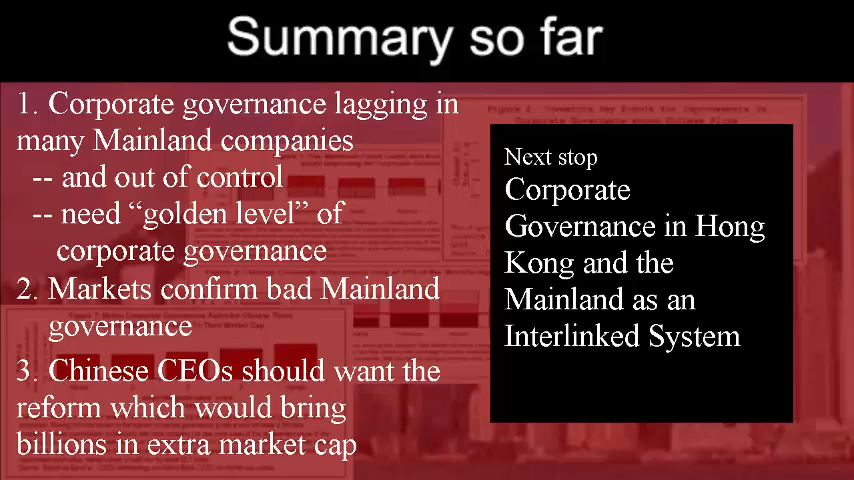 Summary so far
1. Corporate governance lagging in
many Mainland companies
-- and out of control
-- need “golden level” of
corporate governance
2. Markets confirm bad Mainland
governance
3. Chinese CEOs should want the
reform which would bring
billions in extra market cap
Next stop
Corporate
Governance in Hong
Kong and the
Mainland as an
Interlinked System